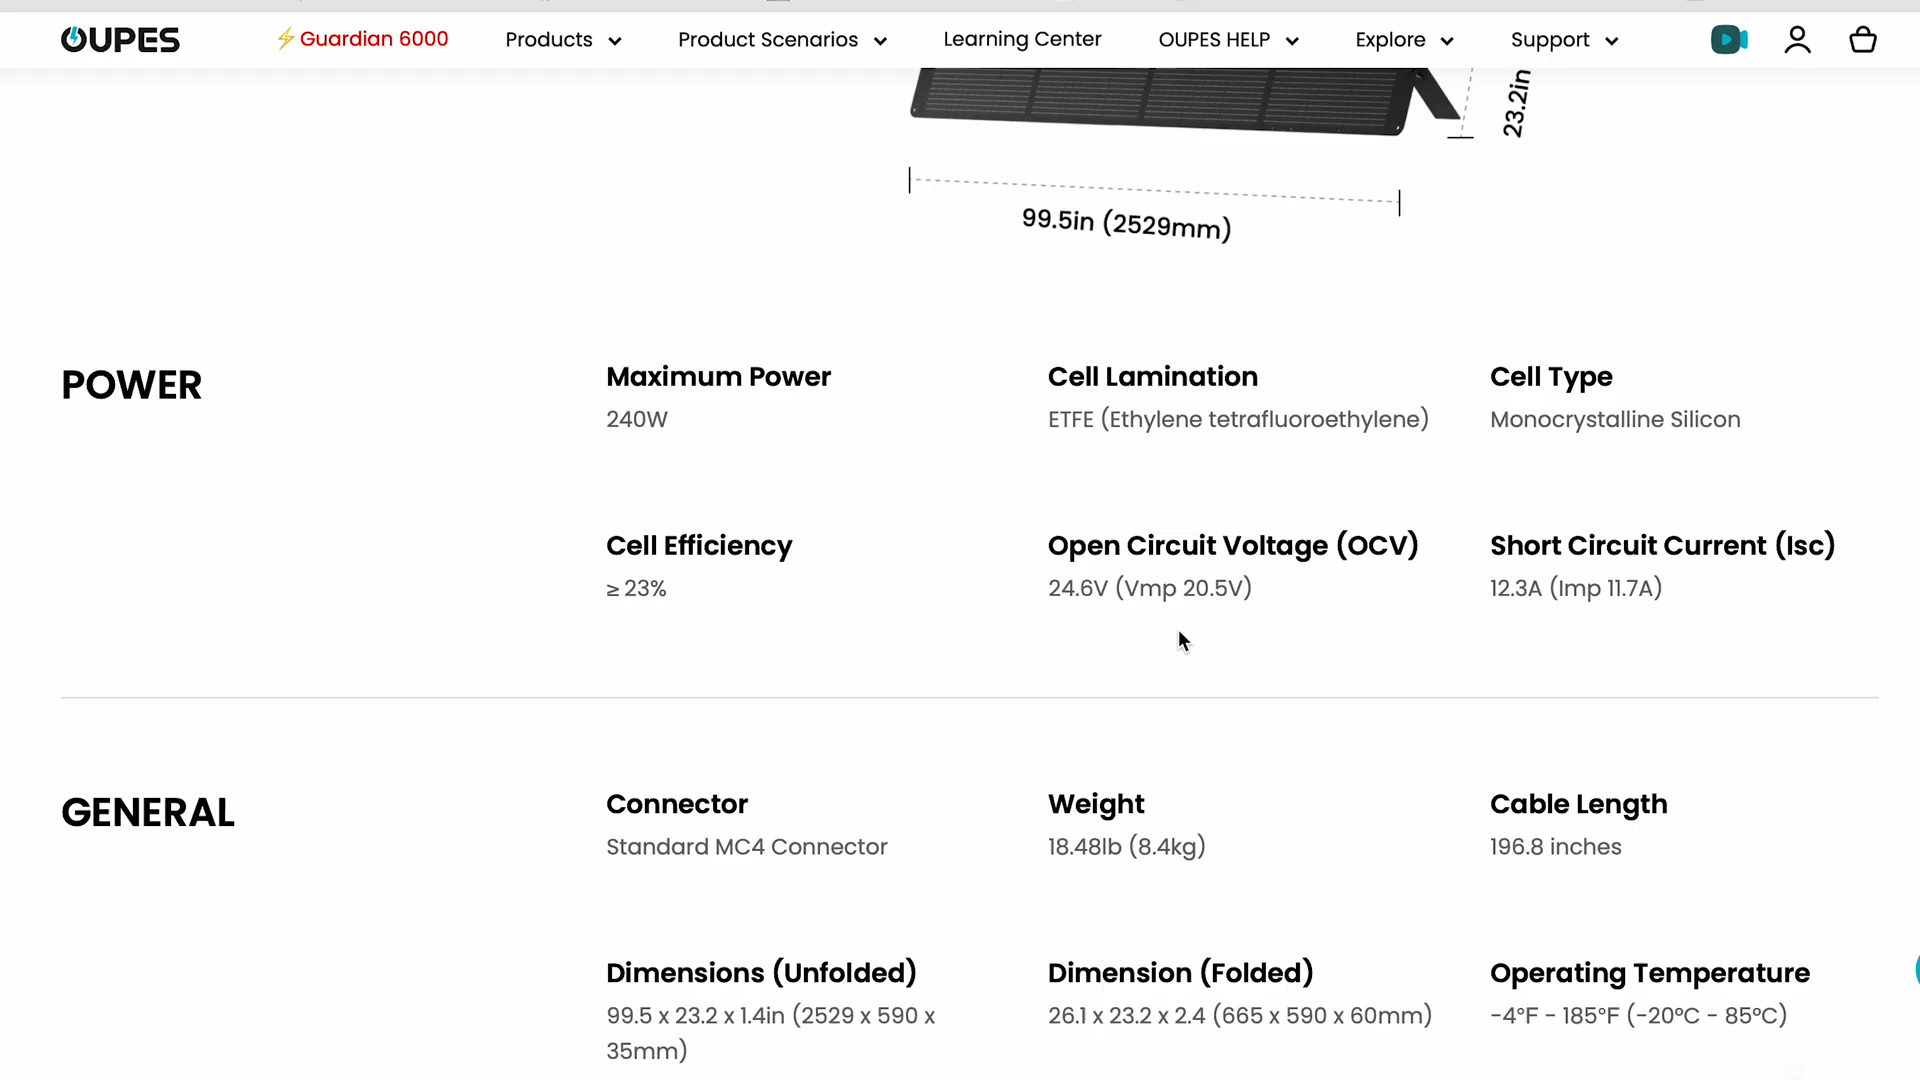 OUPES
Guardian 6000
Products
Product Scenarios
Learning Center
OUPES HELP
Explore
Support
23.2in
99.5in (2529mm)
POWER
Maximum Power
Cell Lamination
Cell Type
240W
ETFE (Ethylene tetrafluoroethylene)
Monocrystalline Silicon
Cell Efficiency
Open Circuit Voltage (OCV)
Short Circuit Current (Isc)
≥ 23%
24.6V (Vmp 20.5V)
12.3A (Imp 11.7A)
GENERAL
Connector
Weight
Cable Length
Standard MC4 Connector
18.48lb (8.4kg)
196.8 inches
Dimensions (Unfolded)
Dimension (Folded)
Operating Temperature
99.5 x 23.2 x 1.4in (2529 x 590 x
35mm)
26.1 x 23.2 x 2.4 (665 x 590 x 60mm)
-4°F - 185°F (-20°C - 85°C)